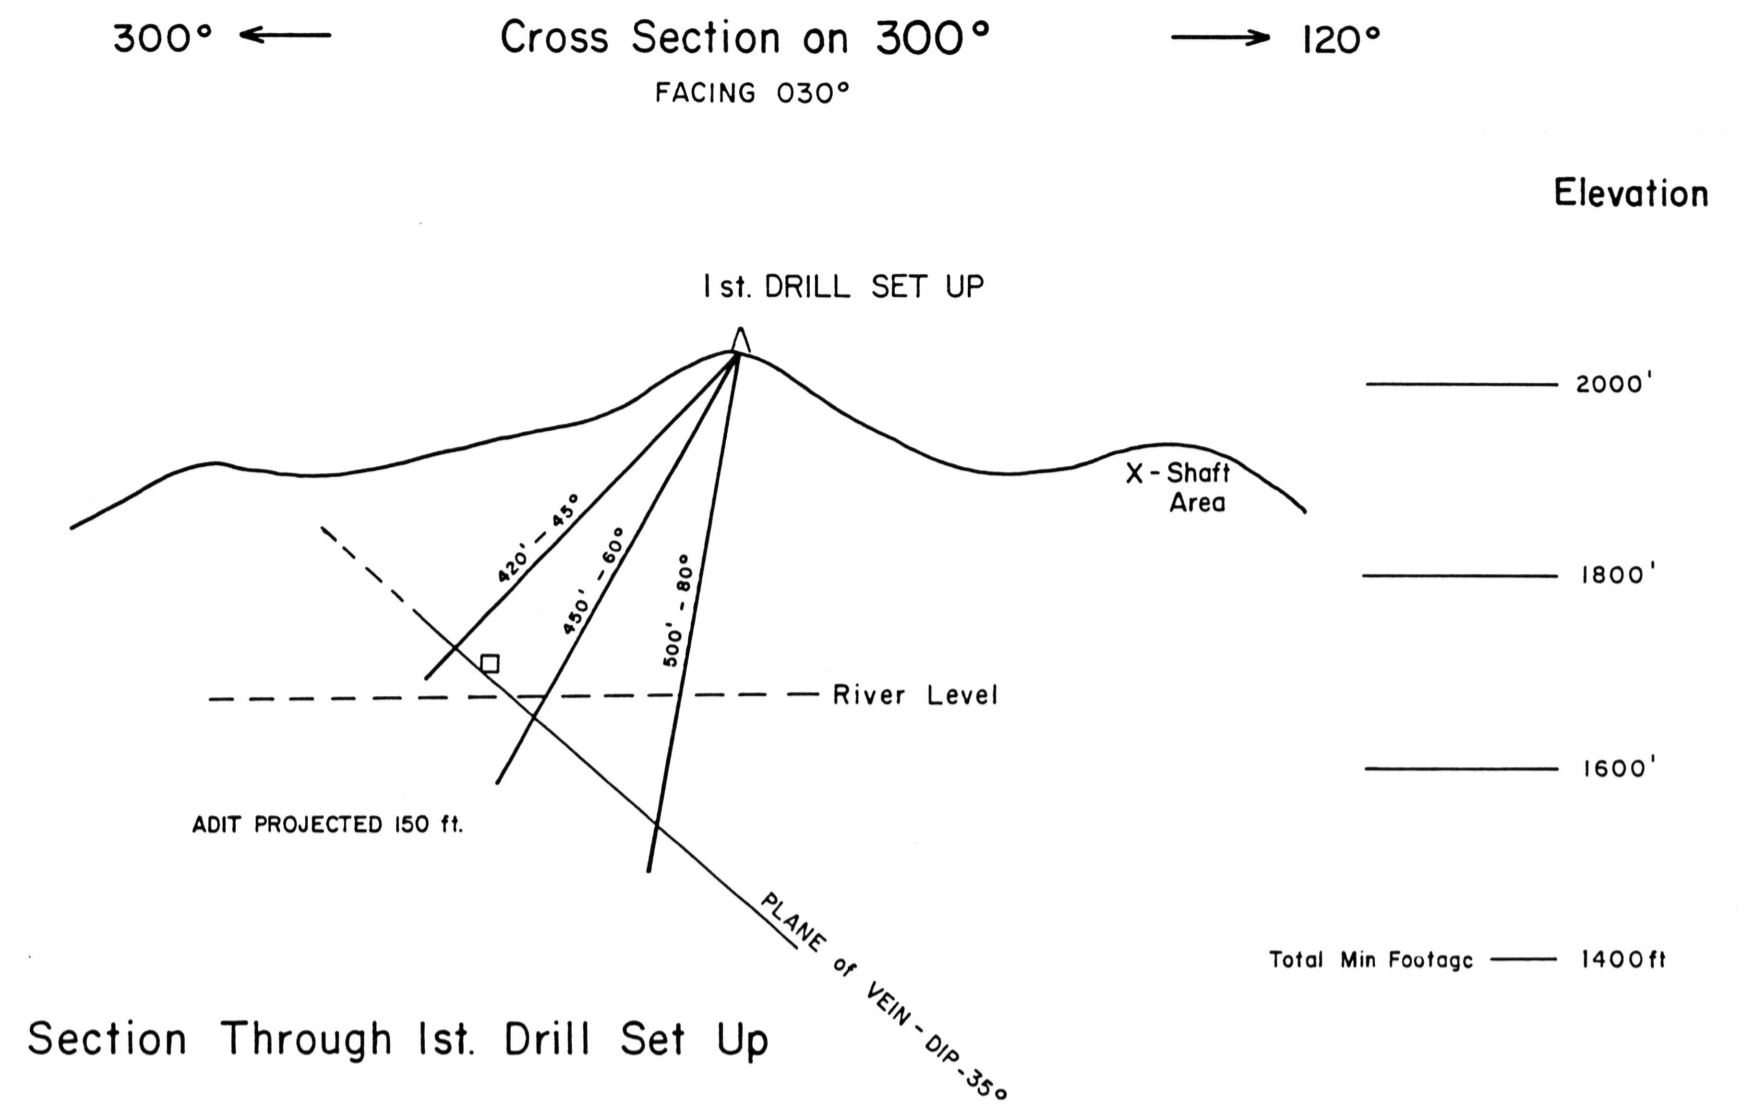 300° ← Cross Section on 300° → 120°
FACING 030°
Elevation
1st. DRILL SET UP
2000'
X - Shaft
Area
420' - 45°
450' - 60°
500' - 80°
1800'
River Level
1600'
ADIT PROJECTED 150 ft.
PLANE of VEIN - DIP - 35°
Total Min Footage 1400ft
Section Through 1st. Drill Set Up